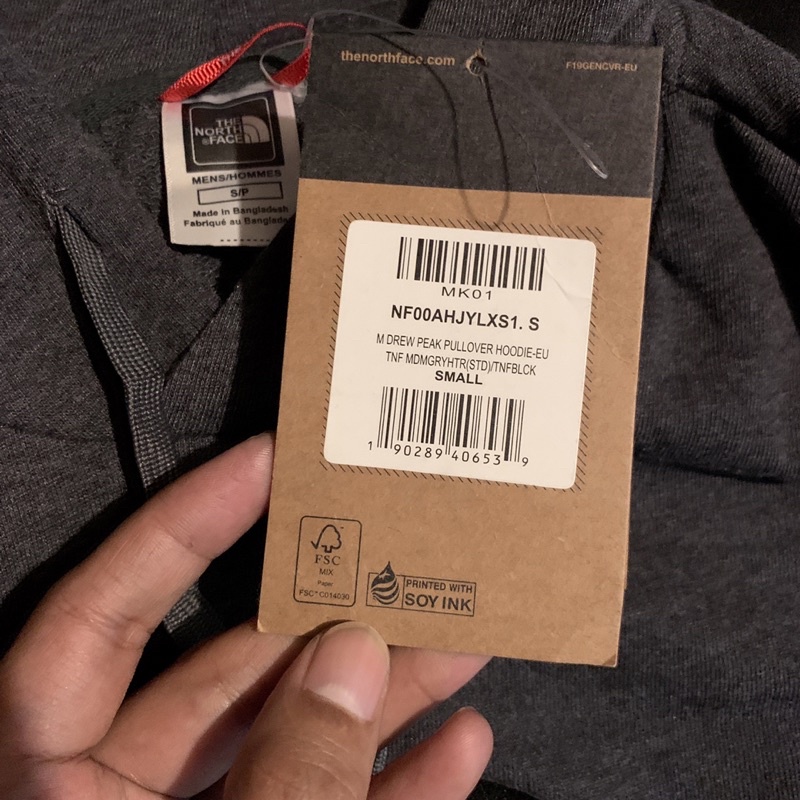 thenorthface.com
F19GENCVR-EU
THE
NORTH
FACE
MENS/HOMMES
S/P
Made in Bangladesh
Fabriqué au
MK01
NF00AHJYLXS1. S
M DREW PEAK PULLOVER HOODIE-EU
TNF MDMGRYHTR(STD)/TNFBLCK
SMALL
1 90289 40653 9
FSC
MIX
Paper
FSC® C014030
PRINTED WITH
SOY INK